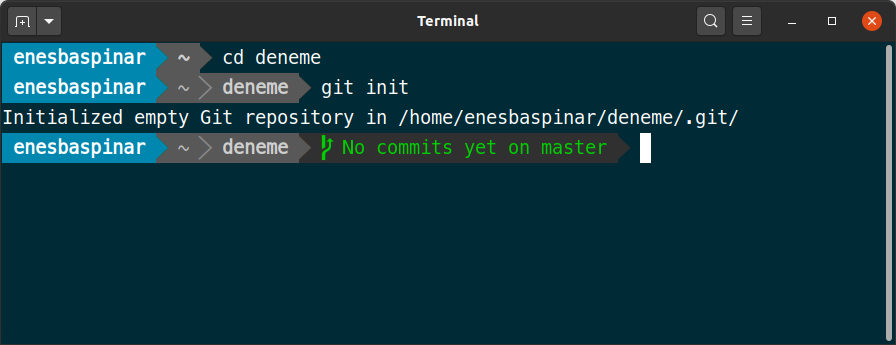 Terminal
enesbaspinar ~ cd deneme
enesbaspinar ~ deneme git init
Initialized empty Git repository in /home/enesbaspinar/deneme/.git/
enesbaspinar ~ deneme No commits yet on master